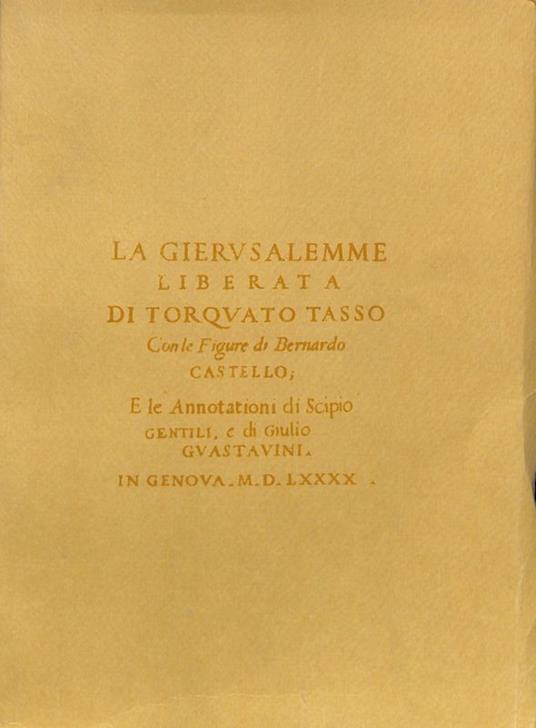 LA GIERVSALEMME
LIBERATA
DI TORQVATO TASSO
Con le Figure di Bernardo
CASTELLO;
E le Annotationi di Scipio
GENTILI, e di Giulio
GVASTAVINI.
IN GENOVA. M. D. LXXXX .